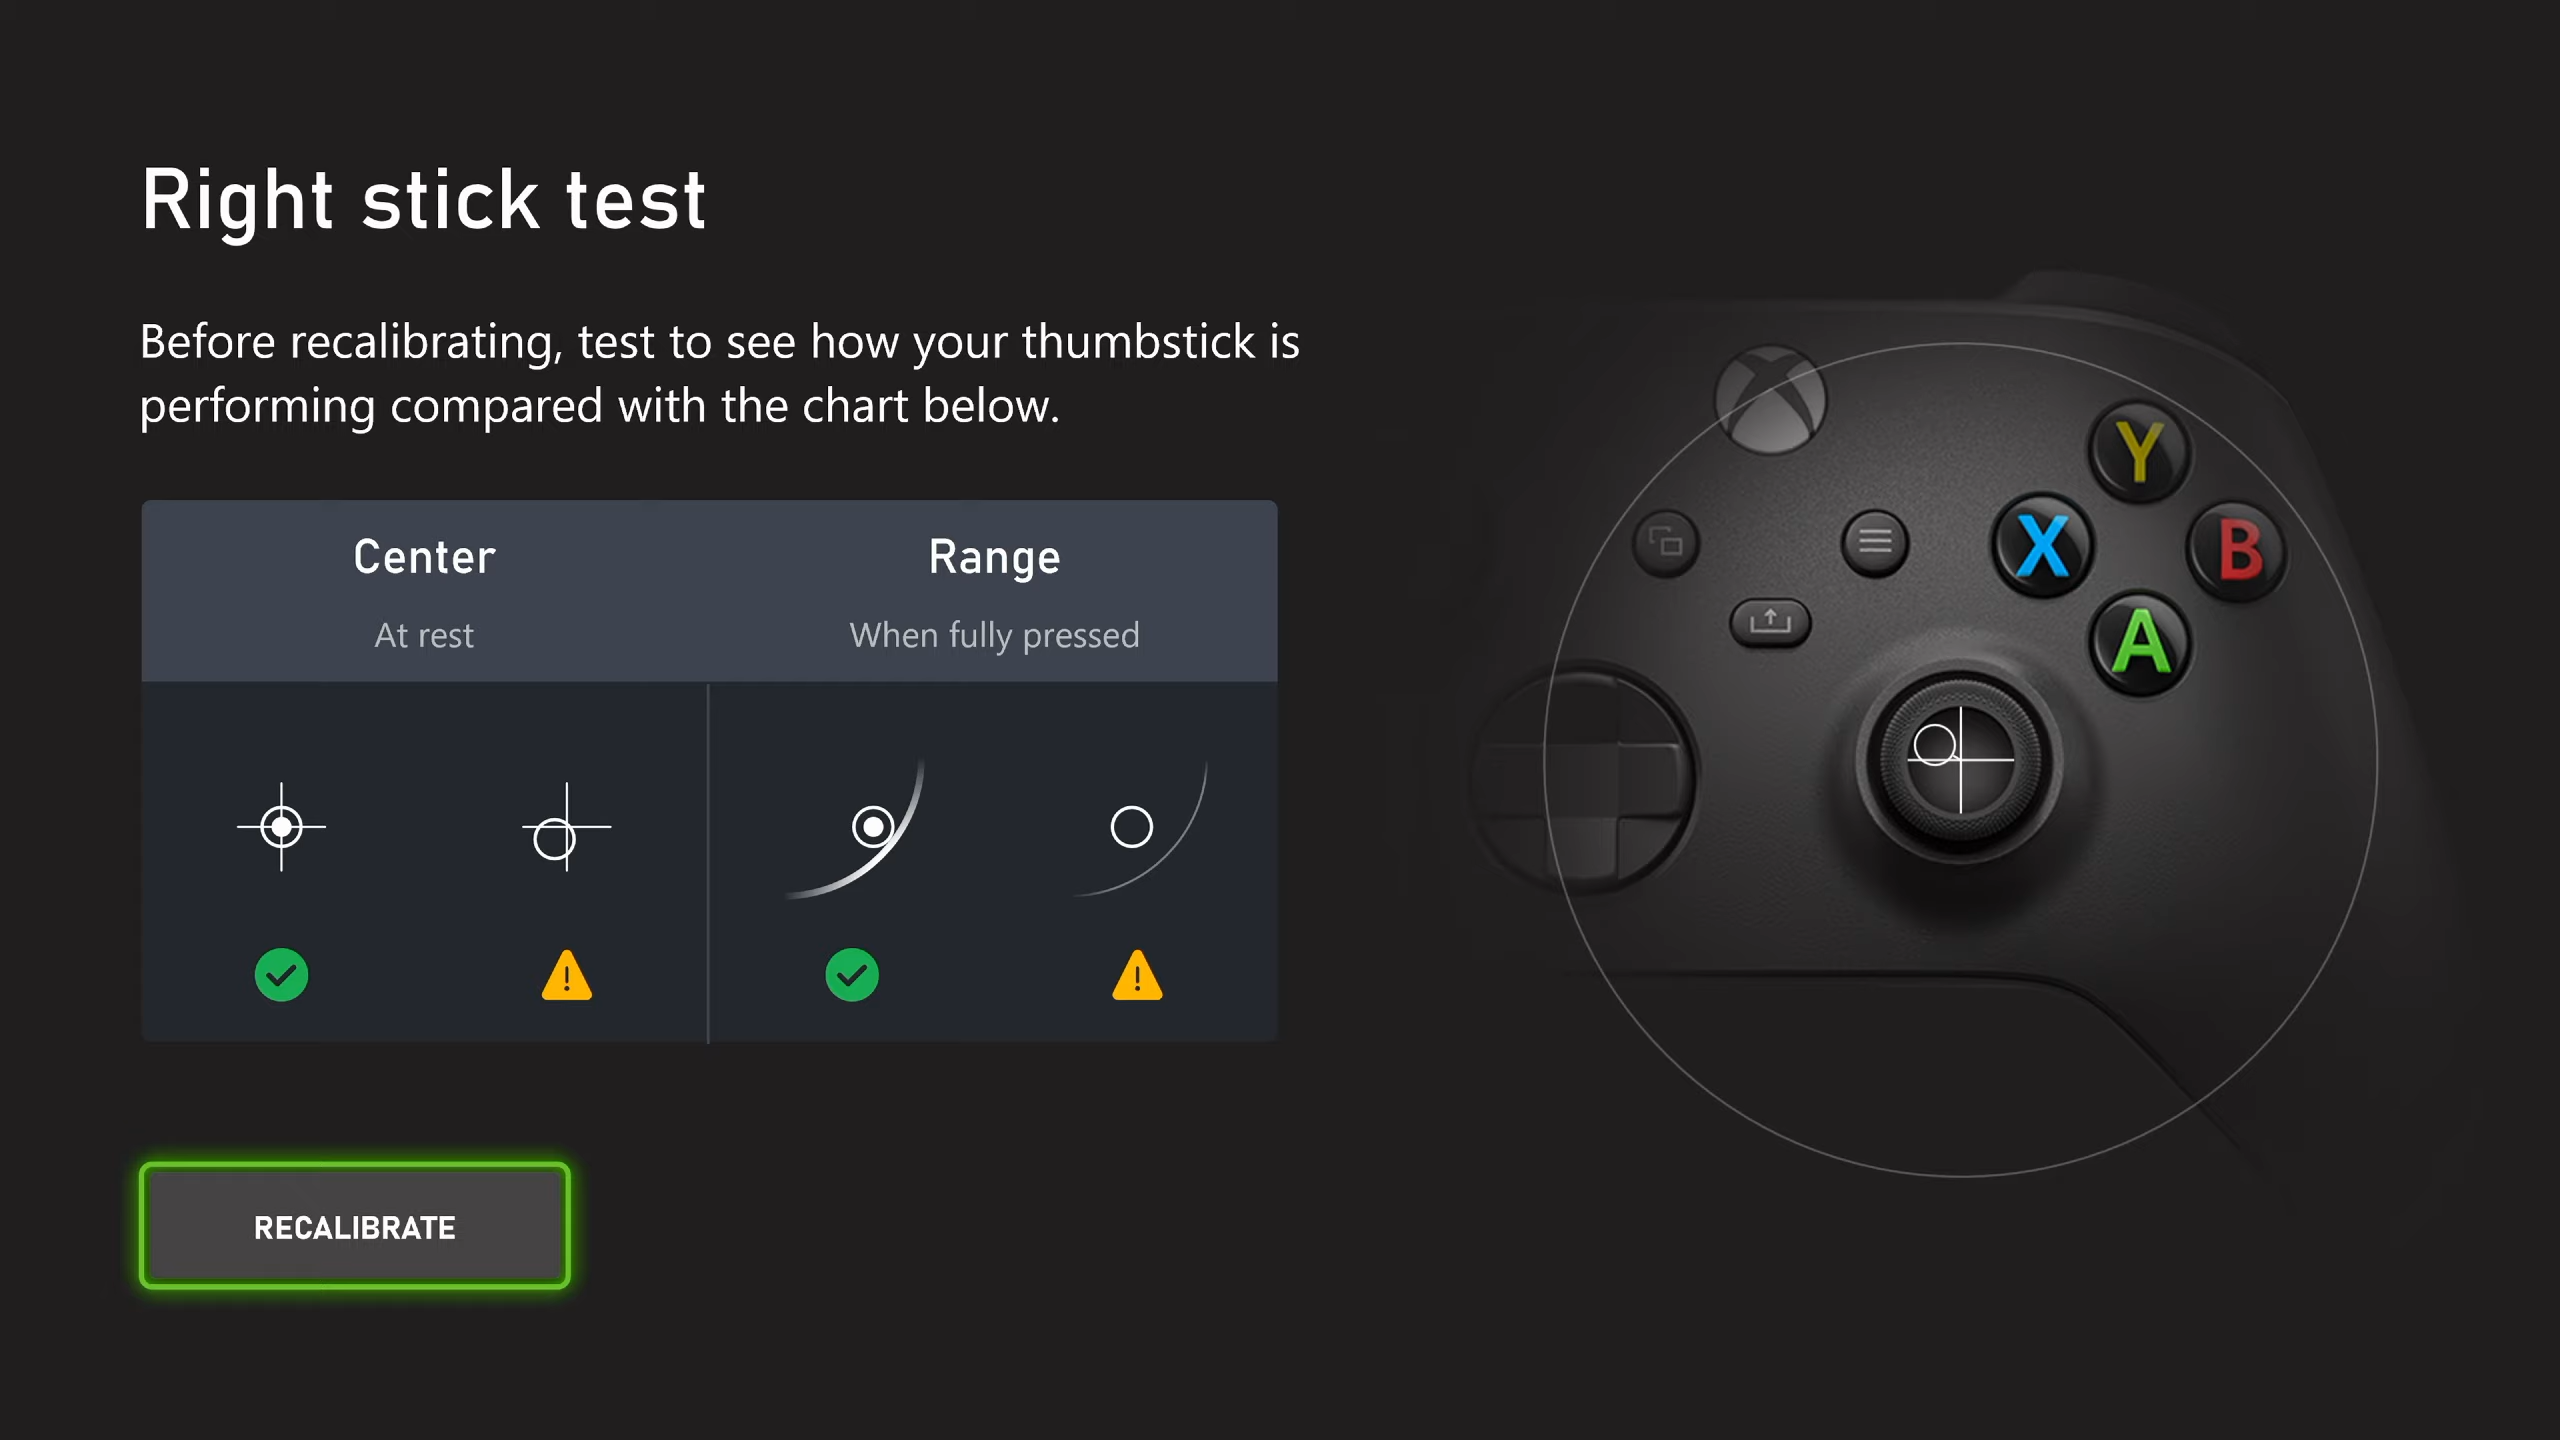 Right stick test
Before recalibrating, test to see how your thumbstick is
performing compared with the chart below.
Center
Range
At rest
When fully pressed
RECALIBRATE
Y
X
B
A